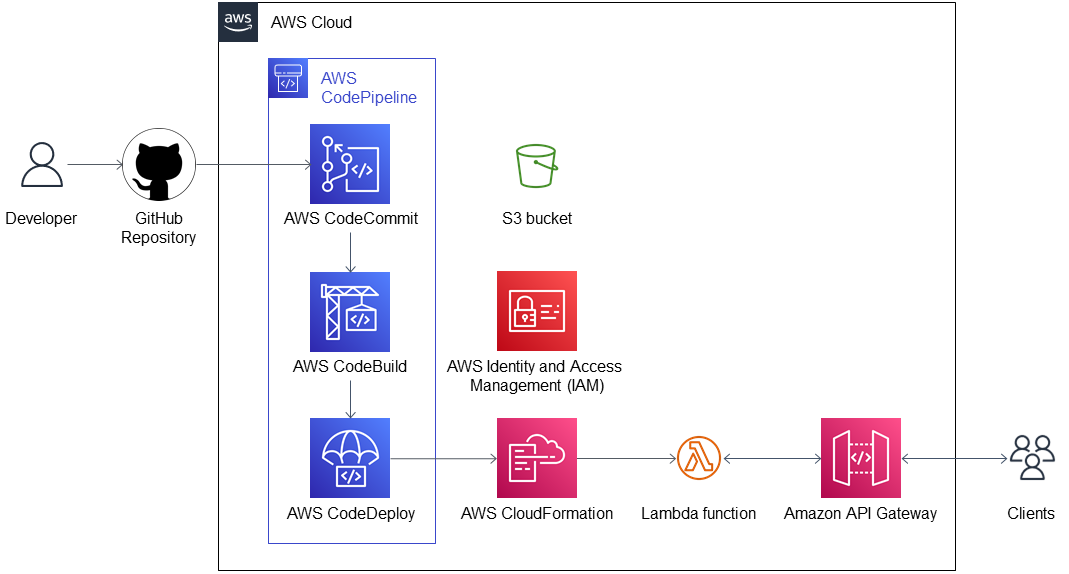 aws
AWS Cloud
AWS
CodePipeline
Developer
GitHub
Repository
AWS CodeCommit
S3 bucket
AWS CodeBuild
AWS Identity and Access
Management (IAM)
AWS CodeDeploy
AWS CloudFormation
Lambda function
Amazon API Gateway
Clients